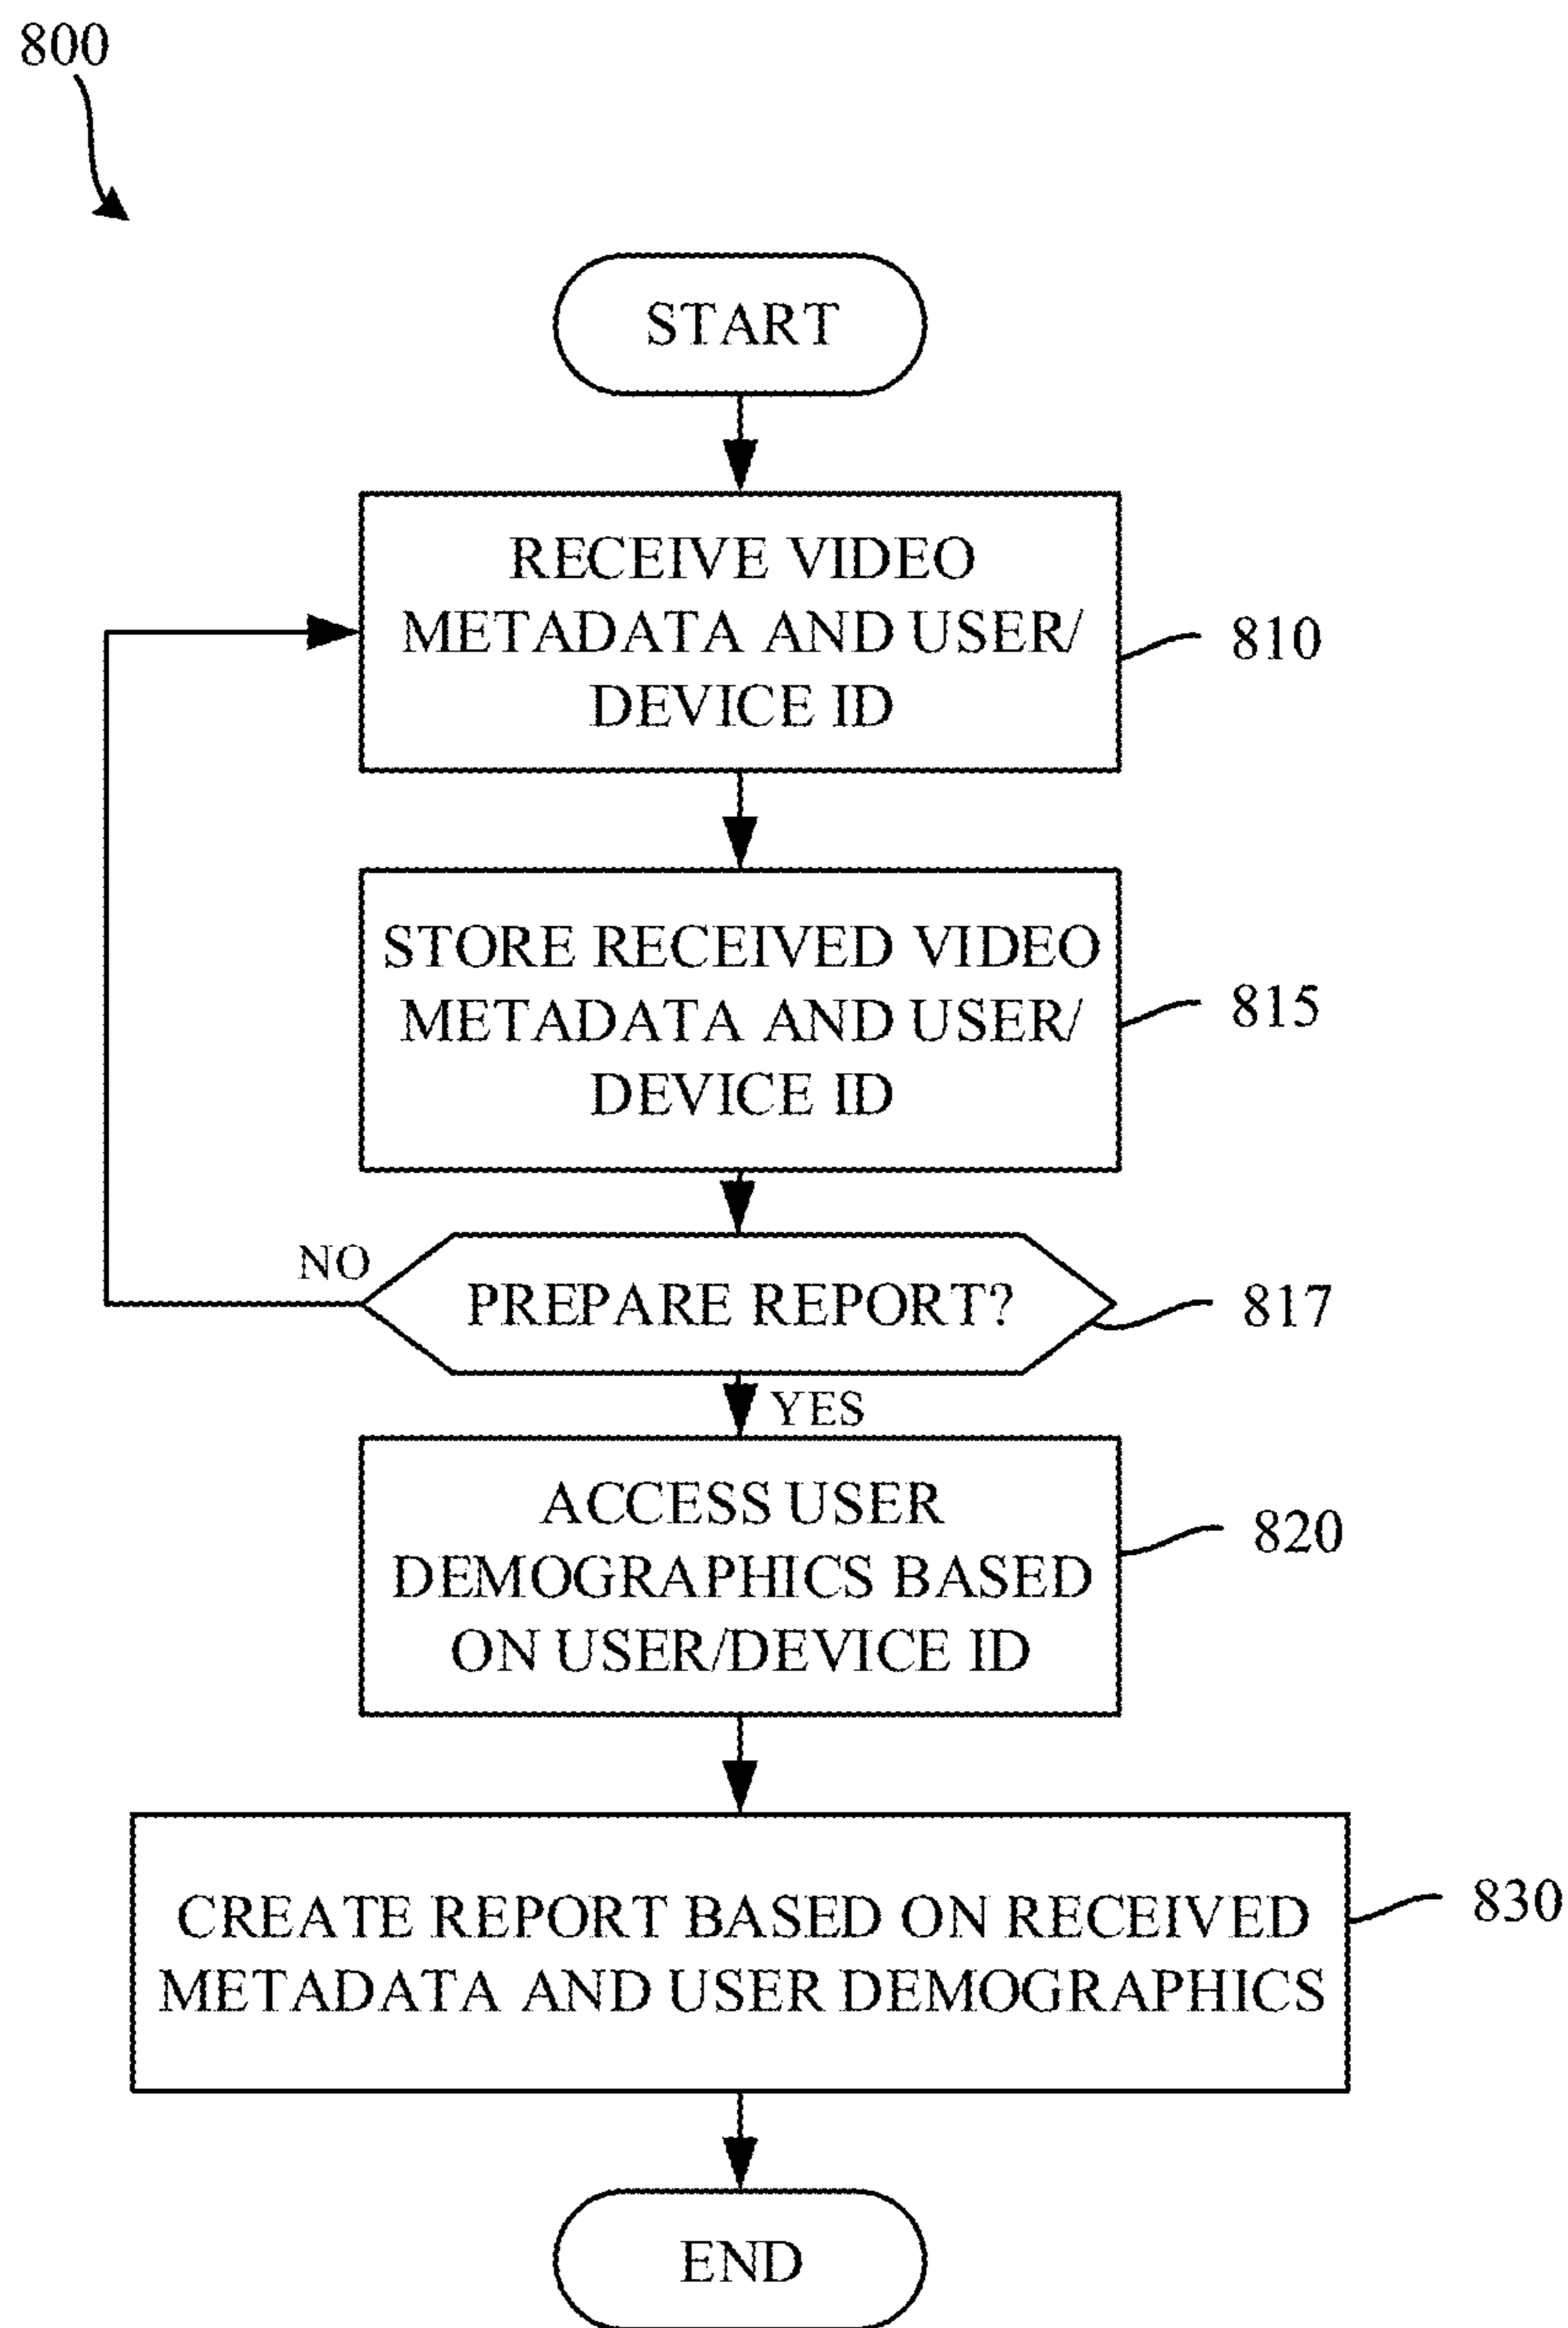 800
START
RECEIVE VIDEO
METADATA AND USER/
DEVICE ID
810
STORE RECEIVED VIDEO
METADATA AND USER/
DEVICE ID
815
NO
PREPARE REPORT?
817
YES
ACCESS USER
DEMOGRAPHICS BASED
ON USER/DEVICE ID
820
CREATE REPORT BASED ON RECEIVED
METADATA AND USER DEMOGRAPHICS
830
END